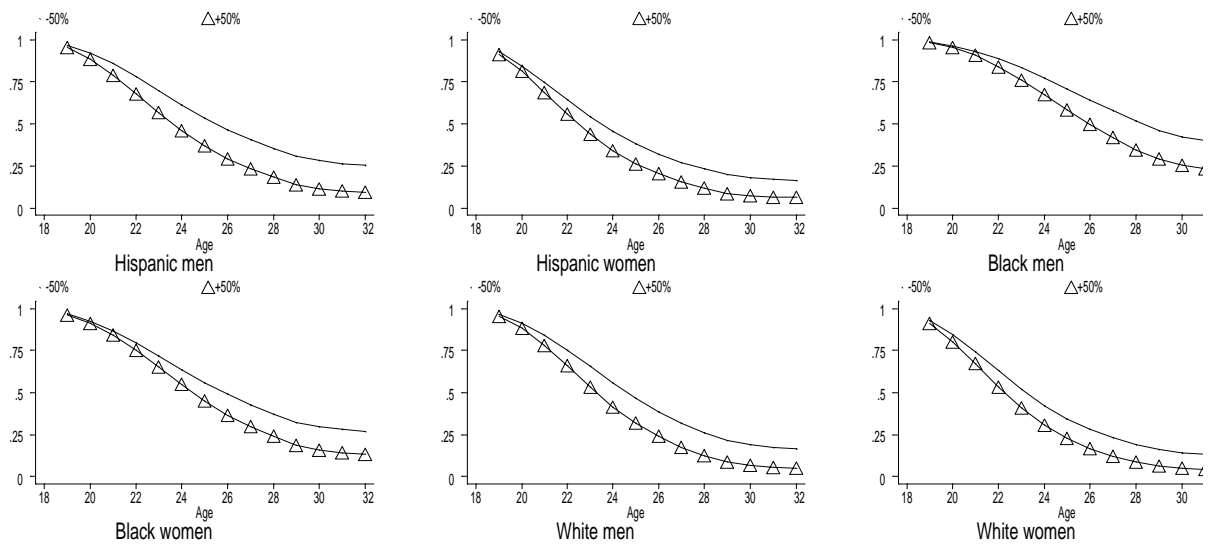 -50% +50% -50% +50% -50% +50%
1 1 1
.75 .75 .75
.5 .5 .5
.25 .25 .25
0 0 0
18 20 22 24 26 28 30 32 18 20 22 24 26 28 30 32 18 20 22 24 26 28 30
Age Age Age
Hispanic men Hispanic women Black men
-50% +50% -50% +50% -50% +50%
1 1 1
.75 .75 .75
.5 .5 .5
.25 .25 .25
0 0 0
18 20 22 24 26 28 30 32 18 20 22 24 26 28 30 32 18 20 22 24 26 28 30
Age Age Age
Black women White men White women